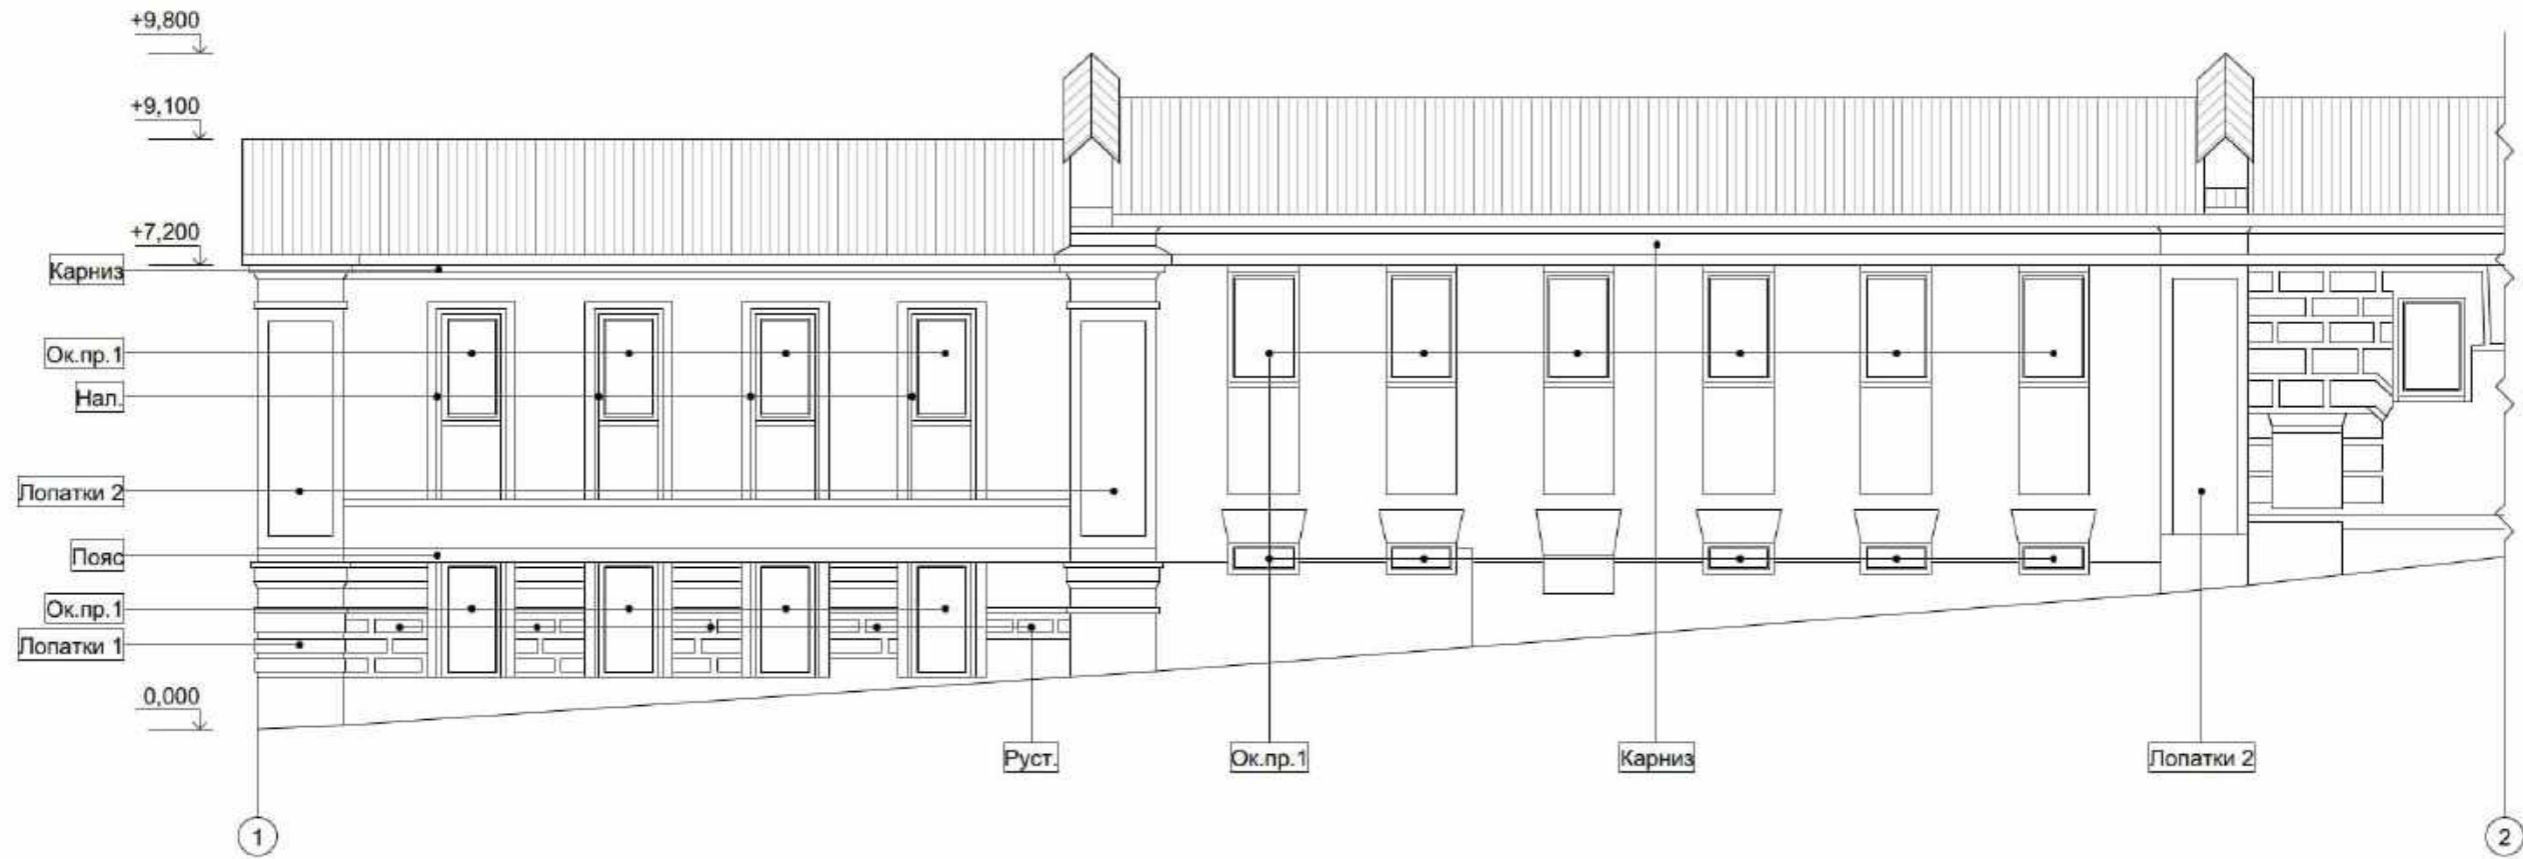 +9,800
+9,100
+7,200
Карниз
Ок.пр.1
Нал.
Лопатки 2
Пояс
Ок.пр.1
Лопатки 1
0,000
Руст.
Ок.пр.1
Карниз
Лопатки 2
1
2